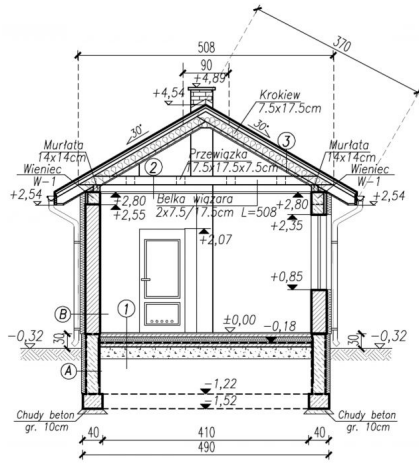 508
370
90
+4,89
+4,54
Krokiew
7.5x17.5cm
30°
30°
Murłata
14x14cm
3
Murłata
14x14cm
2
Przewiązka
7.5x17.5x7.5cm
Wieniec
W-1
Wieniec
W-1
+2,54
+2,54
+2,80
Belka wiązara
+2,80
+2,55
2x7.5/17.5cm L=508
+2,35
+2,07
+0,85
B
1
±0,00
-0,18
-0,32
30
30
-0,32
A
-1,22
-1,52
Chudy beton
gr. 10cm
Chudy beton
gr. 10cm
40
410
40
490